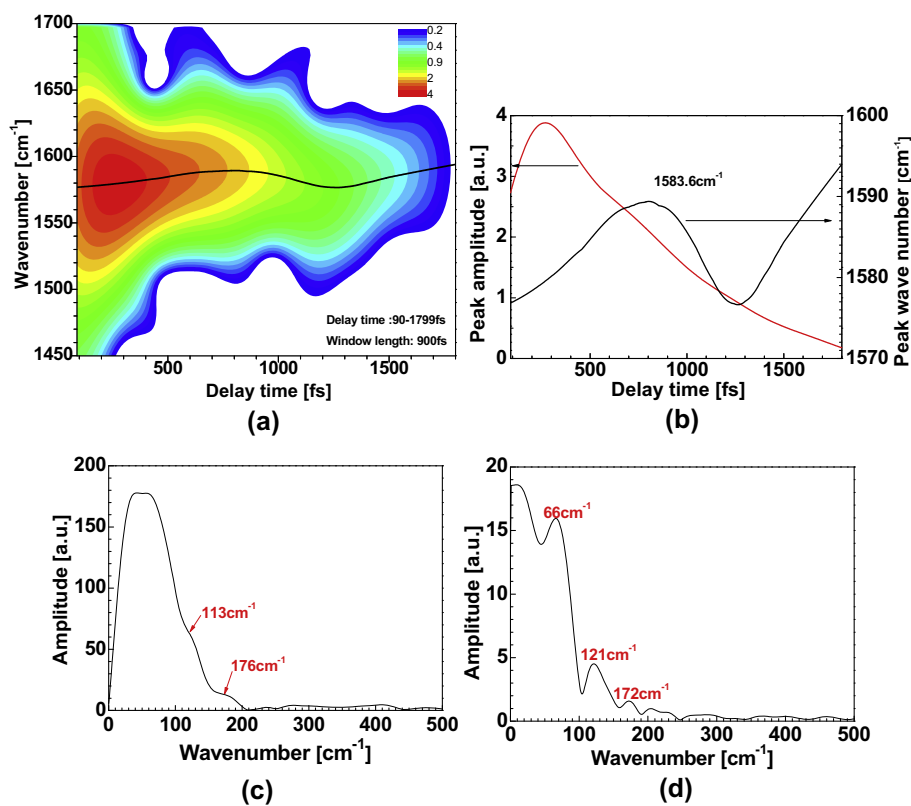 1700
1650
1600
1550
1500
1450
Wavenumber [cm-1]
0.2
0.4
0.9
2
4
Delay time :90-1799fs
Window length: 900fs
500 1000 1500
Delay time [fs]
(a)
4
3
2
1
0
Peak amplitude [a.u.]
1583.6cm-1
1600
1590
1580
1570
Peak wave number [cm-1]
500 1000 1500
Delay time [fs]
(b)
200
150
100
50
0
Amplitude [a.u.]
113cm-1
176cm-1
0 100 200 300 400 500
Wavenumber [cm-1]
(c)
20
15
10
5
0
Amplitude [a.u.]
66cm-1
121cm-1
172cm-1
0 100 200 300 400 500
Wavenumber [cm-1]
(d)